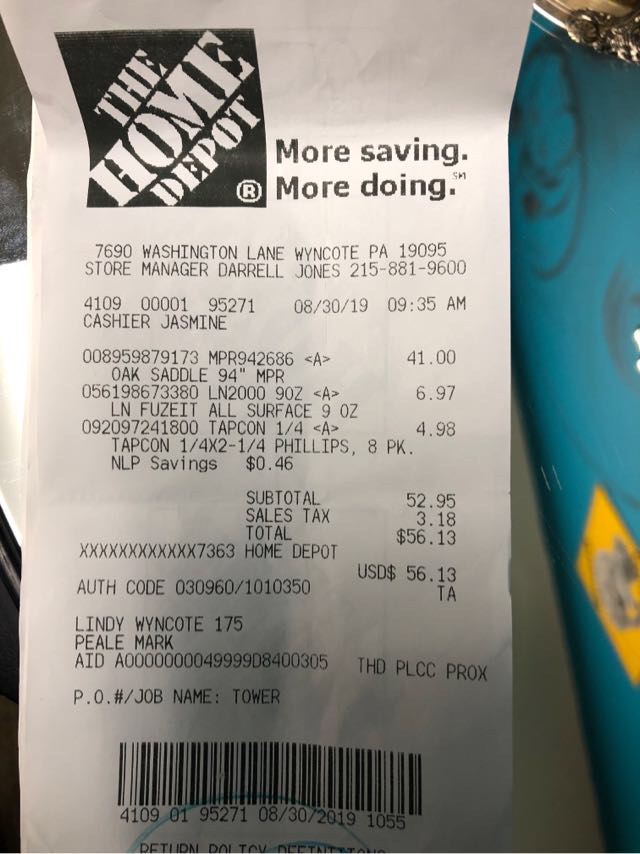 THE
HOME
DEPOT
®
More saving.
More doing.℠
7690 WASHINGTON LANE WYNCOTE PA 19095
STORE MANAGER DARRELL JONES 215-881-9600
4109 00001 95271 08/30/19 09:35 AM
CASHIER JASMINE
008959879173 MPR942686 <A> 41.00
OAK SADDLE 94" MPR
056198673380 LN2000 9OZ <A> 6.97
LN FUZEIT ALL SURFACE 9 OZ
092097241800 TAPCON 1/4 <A> 4.98
TAPCON 1/4X2-1/4 PHILLIPS, 8 PK.
NLP Savings $0.46
SUBTOTAL 52.95
SALES TAX 3.18
TOTAL $56.13
XXXXXXXXXXXX7363 HOME DEPOT
USD$ 56.13
AUTH CODE 030960/1010350 TA
LINDY WYNCOTE 175
PEALE MARK
AID A0000000049999D8400305 THD PLCC PROX
P.O.#/JOB NAME: TOWER
4109 01 95271 08/30/2019 1055
RETURN POLICY DEFINITIONS